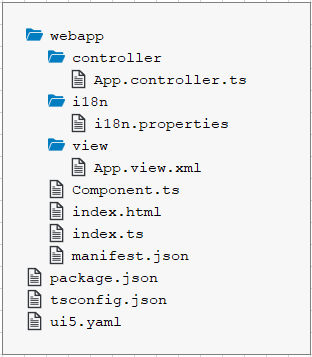 webapp
controller
App.controller.ts
i18n
i18n.properties
view
App.view.xml
Component.ts
index.html
index.ts
manifest.json
package.json
tsconfig.json
ui5.yaml